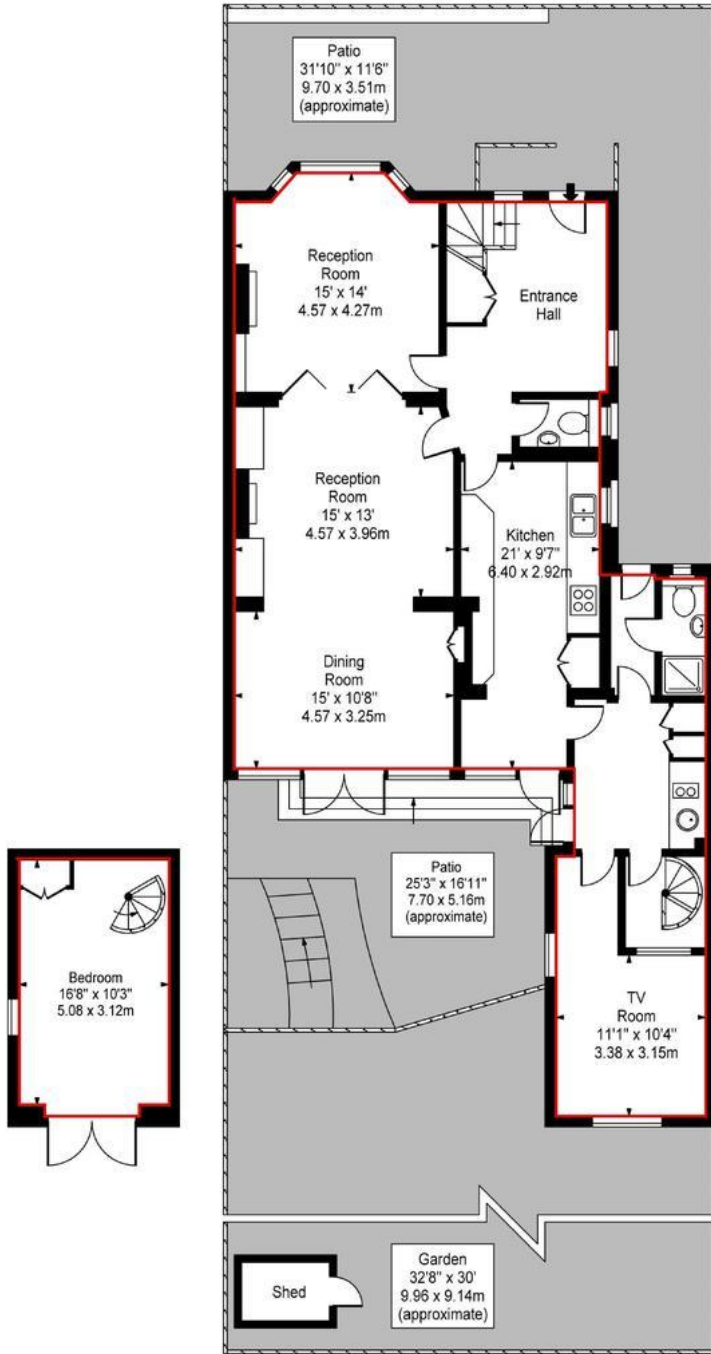 Patio
31'10" x 11'6"
9.70 x 3.51m
(approximate)
Reception
Room
15' x 14'
4.57 x 4.27m
Entrance
Hall
Reception
Room
15' x 13'
4.57 x 3.96m
Kitchen
21' x 9'7"
6.40 x 2.92m
Dining
Room
15' x 10'8"
4.57 x 3.25m
Patio
25'3" x 16'11"
7.70 x 5.16m
(approximate)
Bedroom
16'8" x 10'3"
5.08 x 3.12m
TV
Room
11'1" x 10'4"
3.38 x 3.15m
Shed
Garden
32'8" x 30'
9.96 x 9.14m
(approximate)